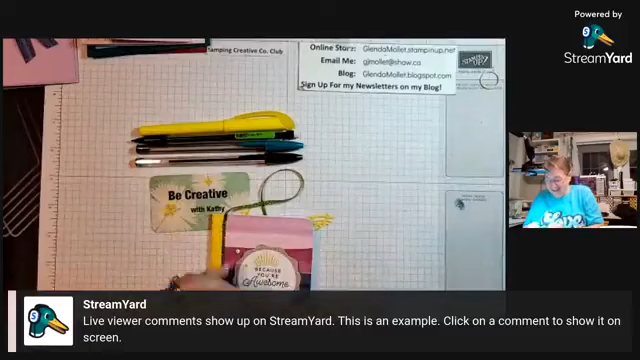 Powered by
StreamYard
Stamping Creative Co. Club
Online Store: GlendaMollet.stampinup.net
Email Me: gjmollet@shaw.ca
Blog: GlendaMollet.blogspot.com
Sign Up For my Newsletters on my Blog!
STAMPIN' UP!
Be Creative
with Kathy
BECAUSE
YOU'RE
Awesome
StreamYard
Live viewer comments show up on StreamYard. This is an example. Click on a comment to show it on
screen.